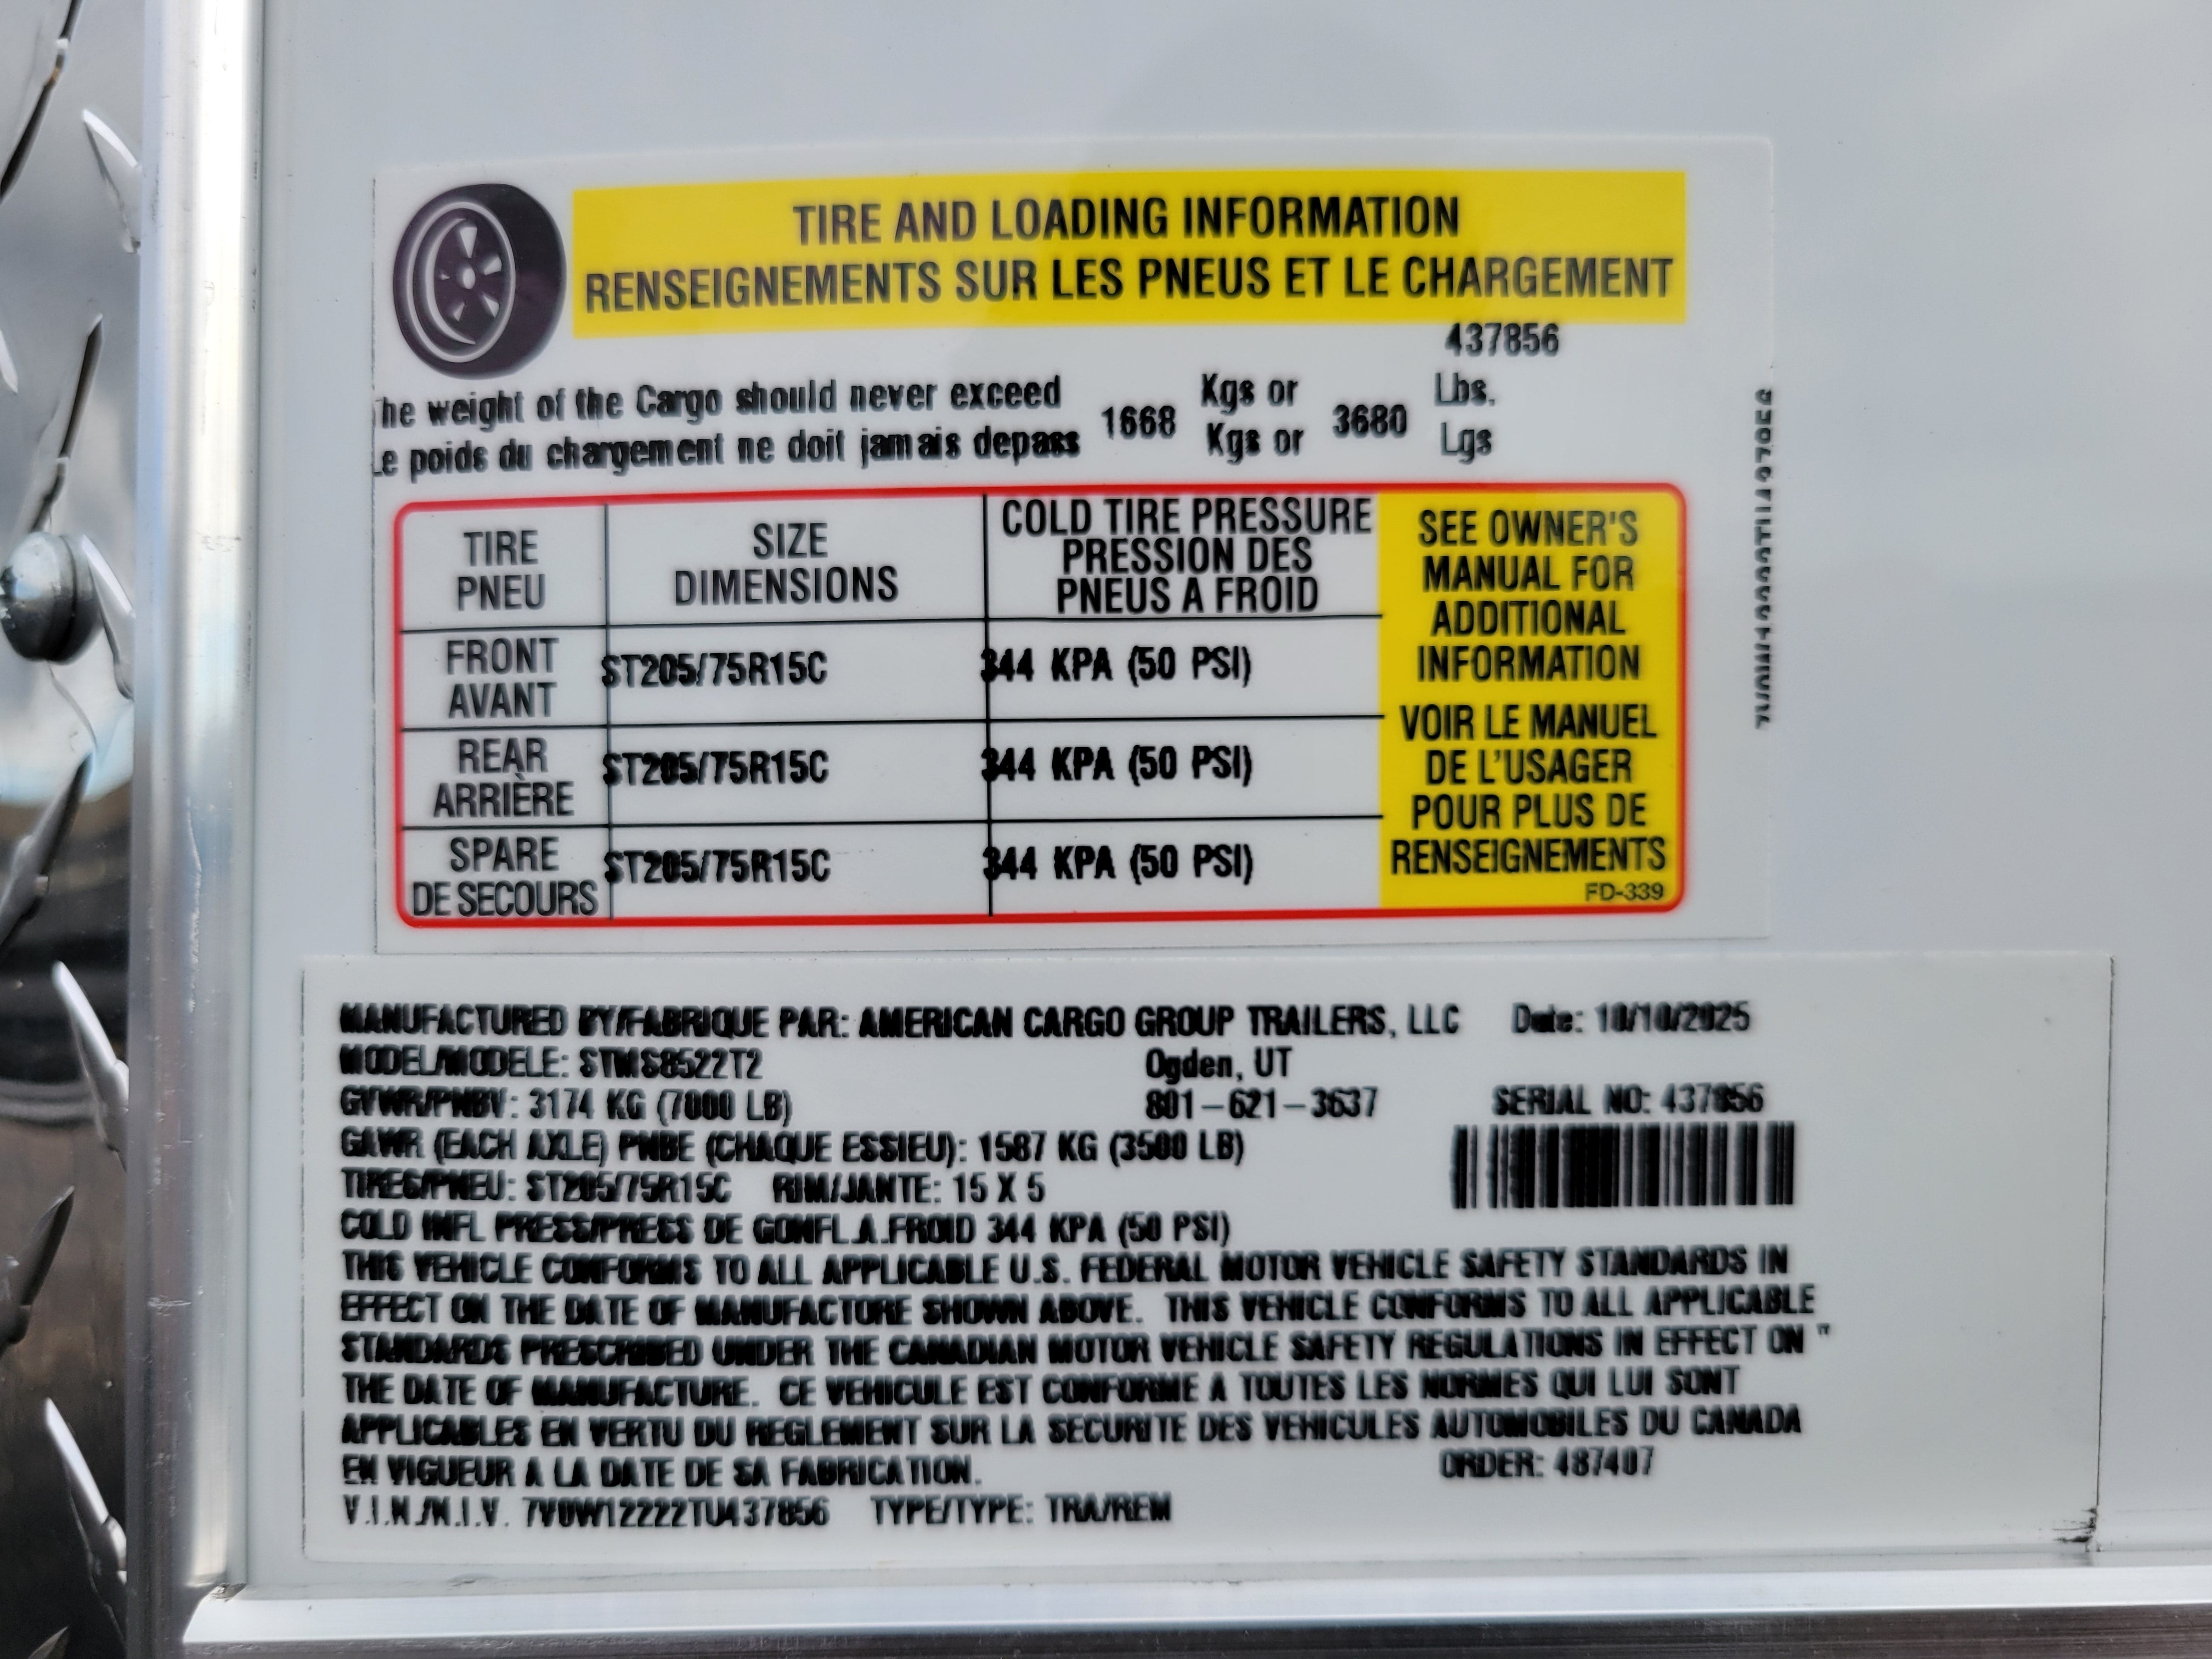 TIRE AND LOADING INFORMATION
RENSEIGNEMENTS SUR LES PNEUS ET LE CHARGEMENT
437856
he weight of the Cargo should never exceed 1668 Kgs or 3680 Lbs.
Le poids du chargement ne doit jamais depass Kgs or Lgs
TIRE PNEU
SIZE DIMENSIONS
COLD TIRE PRESSURE
PRESSION DES
PNEUS A FROID
FRONT AVANT ST205/75R15C 344 KPA (50 PSI)
REAR ARRIÈRE ST205/75R15C 344 KPA (50 PSI)
SPARE DE SECOURS ST205/75R15C 344 KPA (50 PSI)
SEE OWNER'S
MANUAL FOR
ADDITIONAL
INFORMATION
VOIR LE MANUEL
DE L'USAGER
POUR PLUS DE
RENSEIGNEMENTS
FD-339
MANUFACTURED BY/FABRIQUE PAR: AMERICAN CARGO GROUP TRAILERS, LLC Date: 10/10/2025
MODEL/MODELE: STMS8522T2 Ogden, UT
GVWR/PNBV: 3174 KG (7000 LB) 801-621-3637 SERIAL NO: 437856
GAWR (EACH AXLE) PNBE (CHAQUE ESSIEU): 1587 KG (3500 LB)
TIRES/PNEU: ST205/75R15C RIM/JANTE: 15 X 5
COLD INFL PRESS/PRESS DE GONFL.A.FROID 344 KPA (50 PSI)
THIS VEHICLE CONFORMS TO ALL APPLICABLE U.S. FEDERAL MOTOR VEHICLE SAFETY STANDARDS IN
EFFECT ON THE DATE OF MANUFACTORE SHOWN ABOVE. THIS VEHICLE CONFORMS TO ALL APPLICABLE
STANDARDS PRESCRIBED UNDER THE CANADIAN MOTOR VEHICLE SAFETY REGULATIONS IN EFFECT ON "
THE DATE OF MANUFACTURE. CE VEHICULE EST CONFORME A TOUTES LES NORMES QUI LUI SONT
APPLICABLES EN VERTU DU REGLEMENT SUR LA SECURITE DES VEHICULES AUTOMOBILES DU CANADA
EN VIGUEUR A LA DATE DE SA FABRICATION. ORDER: 487407
V.I.N./N.I.V. 7V0W12222TU437856 TYPE/TYPE: TRA/REM